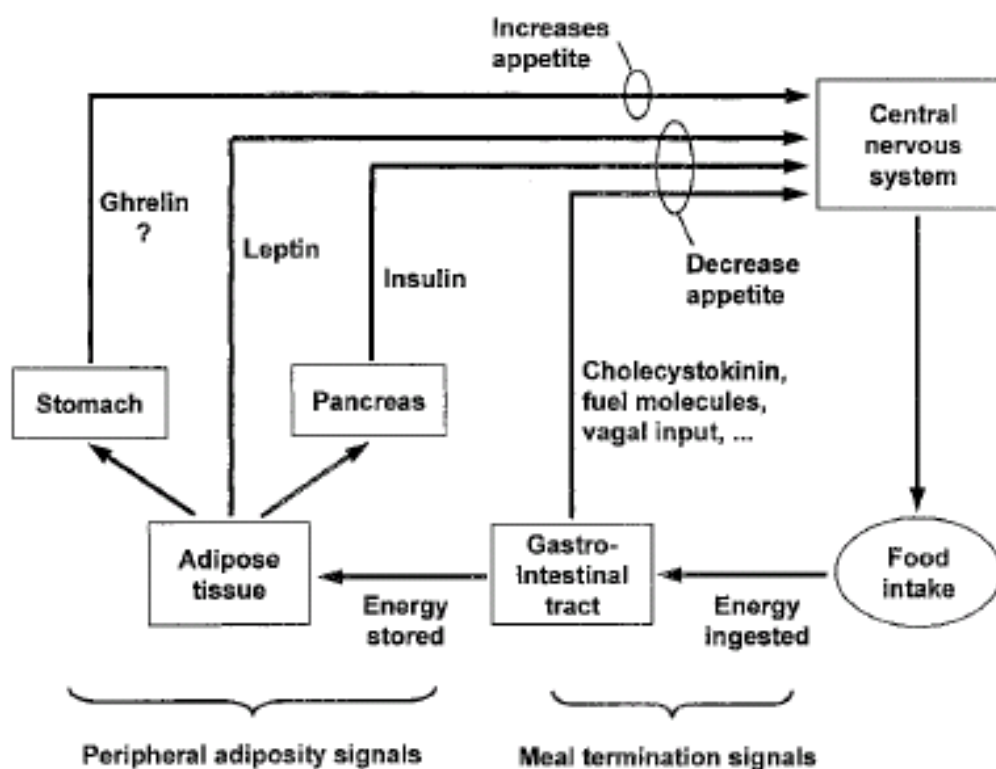 Increases
appetite
Central
nervous
system
Ghrelin
?
Leptin
Insulin
Decrease
appetite
Stomach
Pancreas
Cholecystokinin,
fuel molecules,
vagal input, ...
Adipose
tissue
Gastro-
Intestinal
tract
Food
intake
Energy
stored
Energy
ingested
Peripheral adiposity signals
Meal termination signals